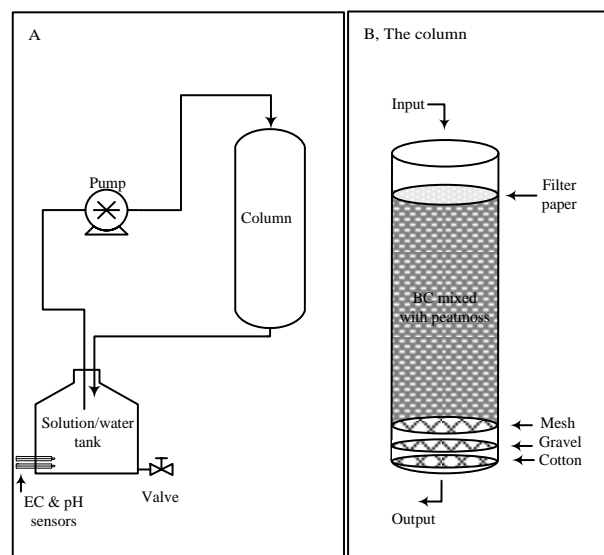 A
Pump
Column
Solution/water
tank
EC & pH
sensors
Valve
B, The column
Input
Filter
paper
BC mixed
with peatmoss
Mesh
Gravel
Cotton
Output